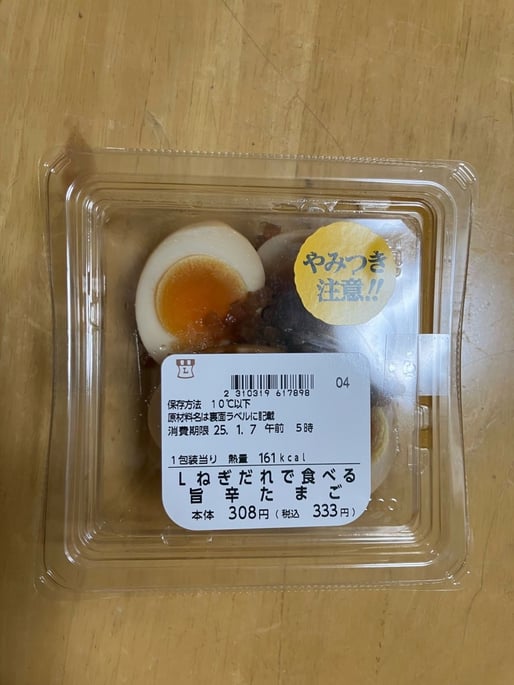 やみつき
注意!!
L
2 310319 617898
04
保存方法 10℃以下
原材料名は裏面ラベルに記載
消費期限 25.1.7 午前 5時
1包装当り 熱量 161kcal
Lねぎだれで食べる
旨辛たまご
本体 308円(税込 333円)